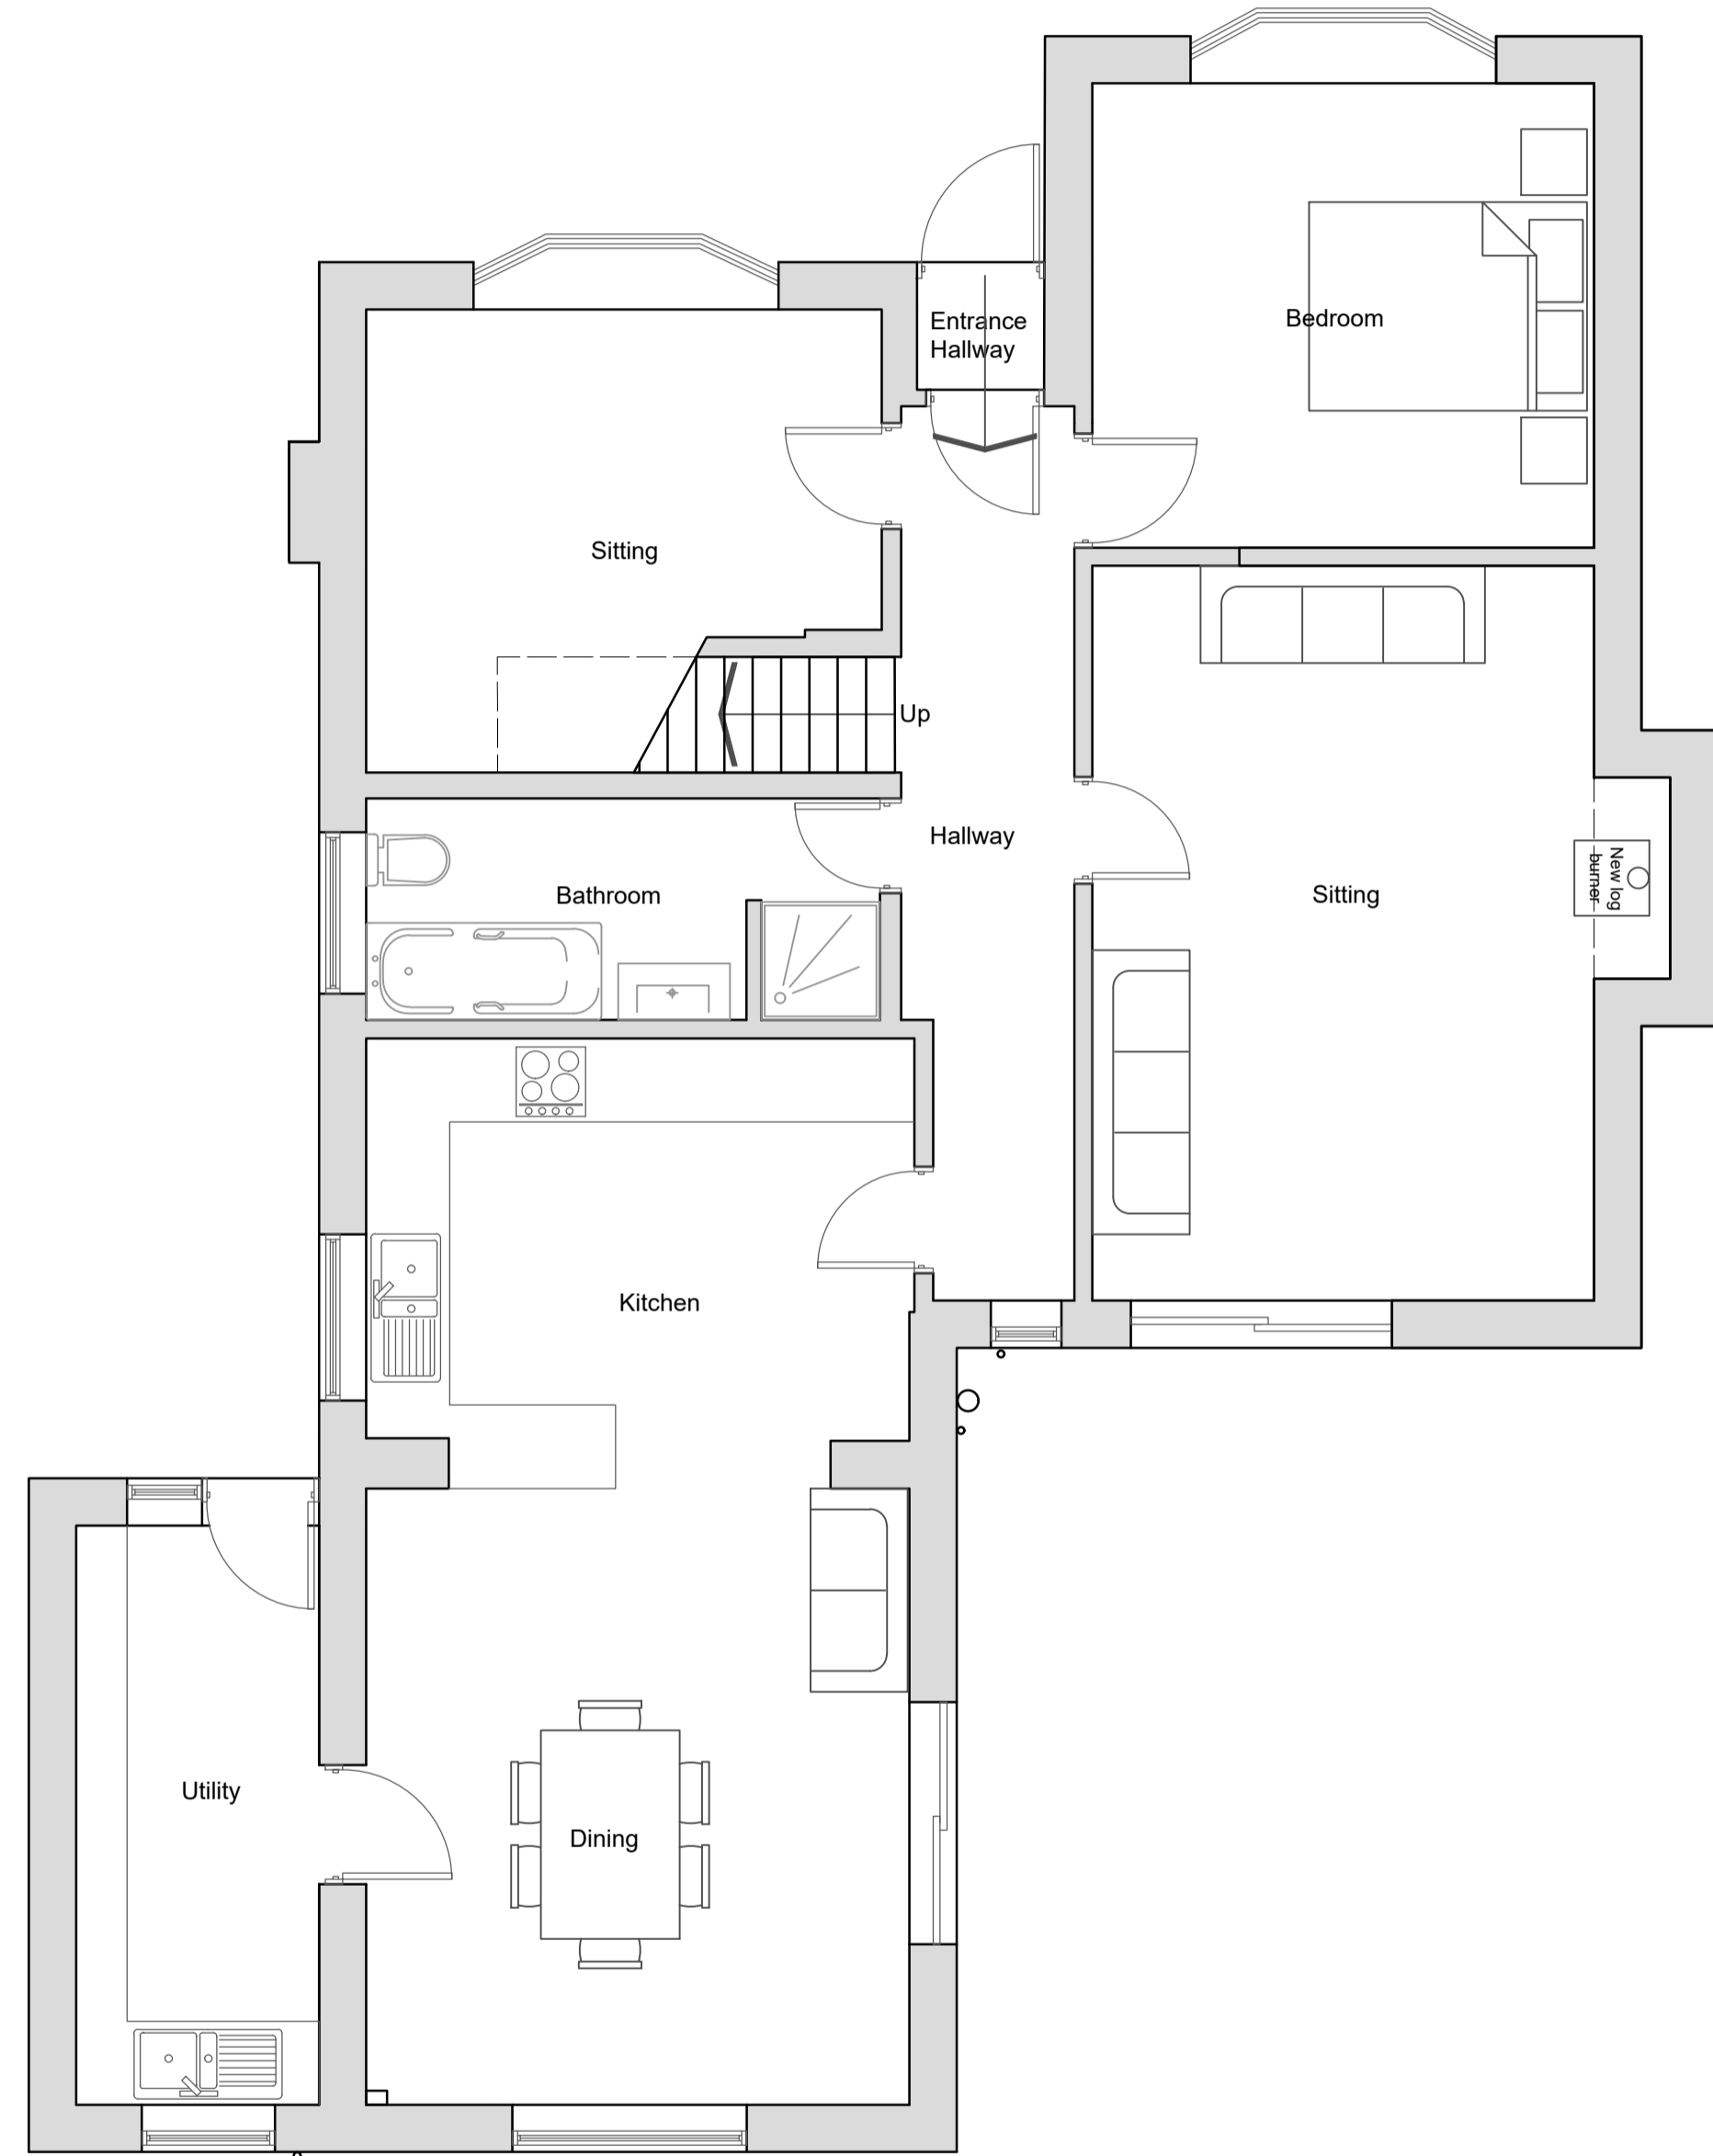 Entrance
Hallway
Bedroom
Sitting
Up
Hallway
Bathroom
Sitting
New log
burner
Kitchen
Utility
Dining